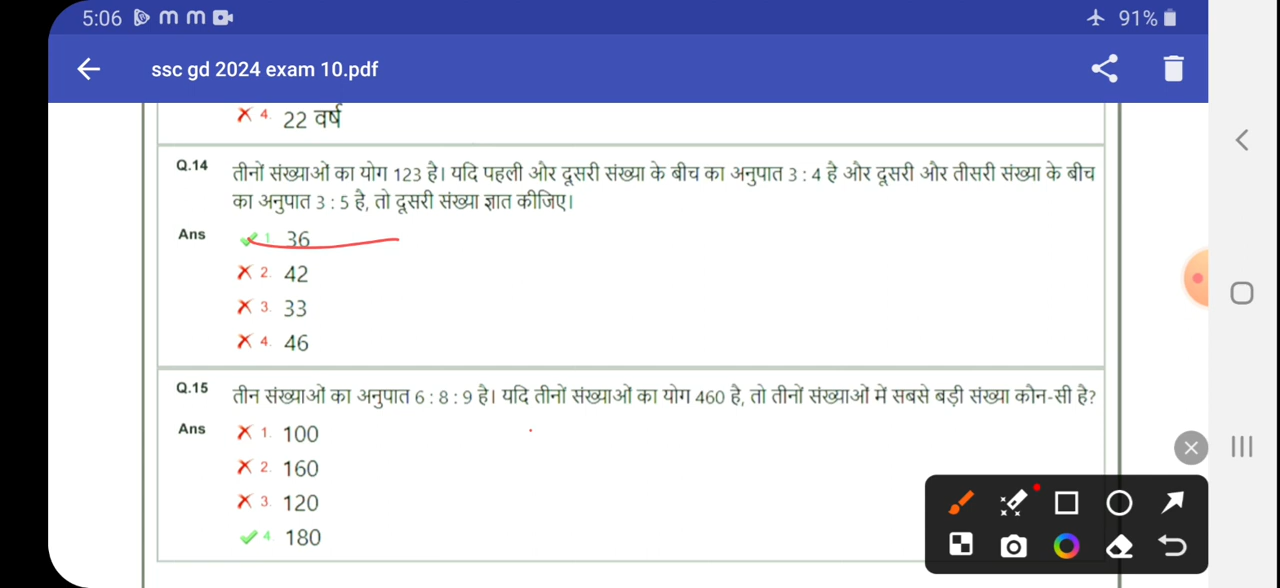 5:06
91%
ssc gd 2024 exam 10.pdf
4. 22 वर्ष
Q.14 तीनों संख्याओं का योग 123 है। यदि पहली और दूसरी संख्या के बीच का अनुपात 3 : 4 है और दूसरी और तीसरी संख्या के बीच
का अनुपात 3 : 5 है, तो दूसरी संख्या ज्ञात कीजिए।
Ans 1. 36
2. 42
3. 33
4. 46
Q.15 तीन संख्याओं का अनुपात 6 : 8 : 9 है। यदि तीनों संख्याओं का योग 460 है, तो तीनों संख्याओं में सबसे बड़ी संख्या कौन-सी है?
Ans 1. 100
2. 160
3. 120
4. 180